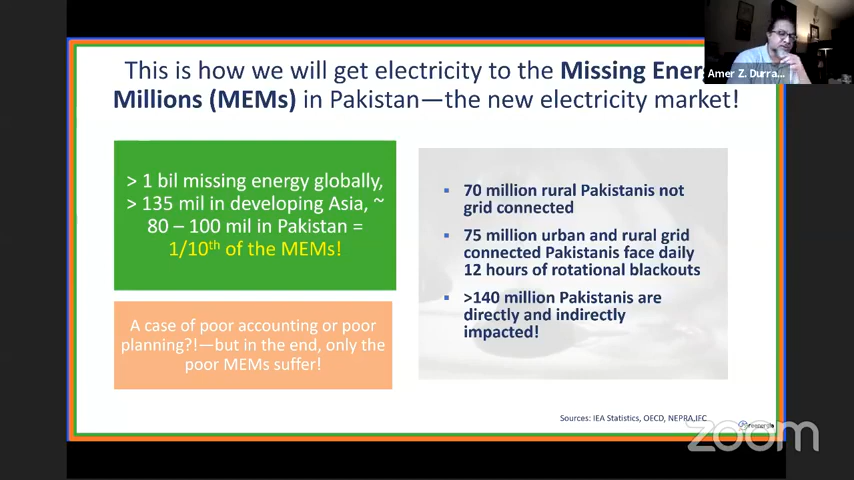 This is how we will get electricity to the Missing Ener
Millions (MEMs) in Pakistan—the new electricity market!
Amer Z. Durra...
> 1 bil missing energy globally,
> 135 mil in developing Asia, ~
80 – 100 mil in Pakistan =
1/10th of the MEMs!
A case of poor accounting or poor
planning?!—but in the end, only the
poor MEMs suffer!
▪ 70 million rural Pakistanis not
grid connected
▪ 75 million urban and rural grid
connected Pakistanis face daily
12 hours of rotational blackouts
▪ >140 million Pakistanis are
directly and indirectly
impacted!
Sources: IEA Statistics, OECD, NEPRA,IFC
zoom